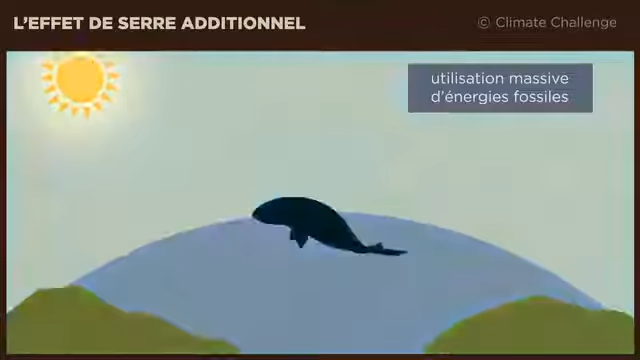 L'EFFET DE SERRE ADDITIONNEL
© Climate Challenge
utilisation massive
d'énergies fossiles